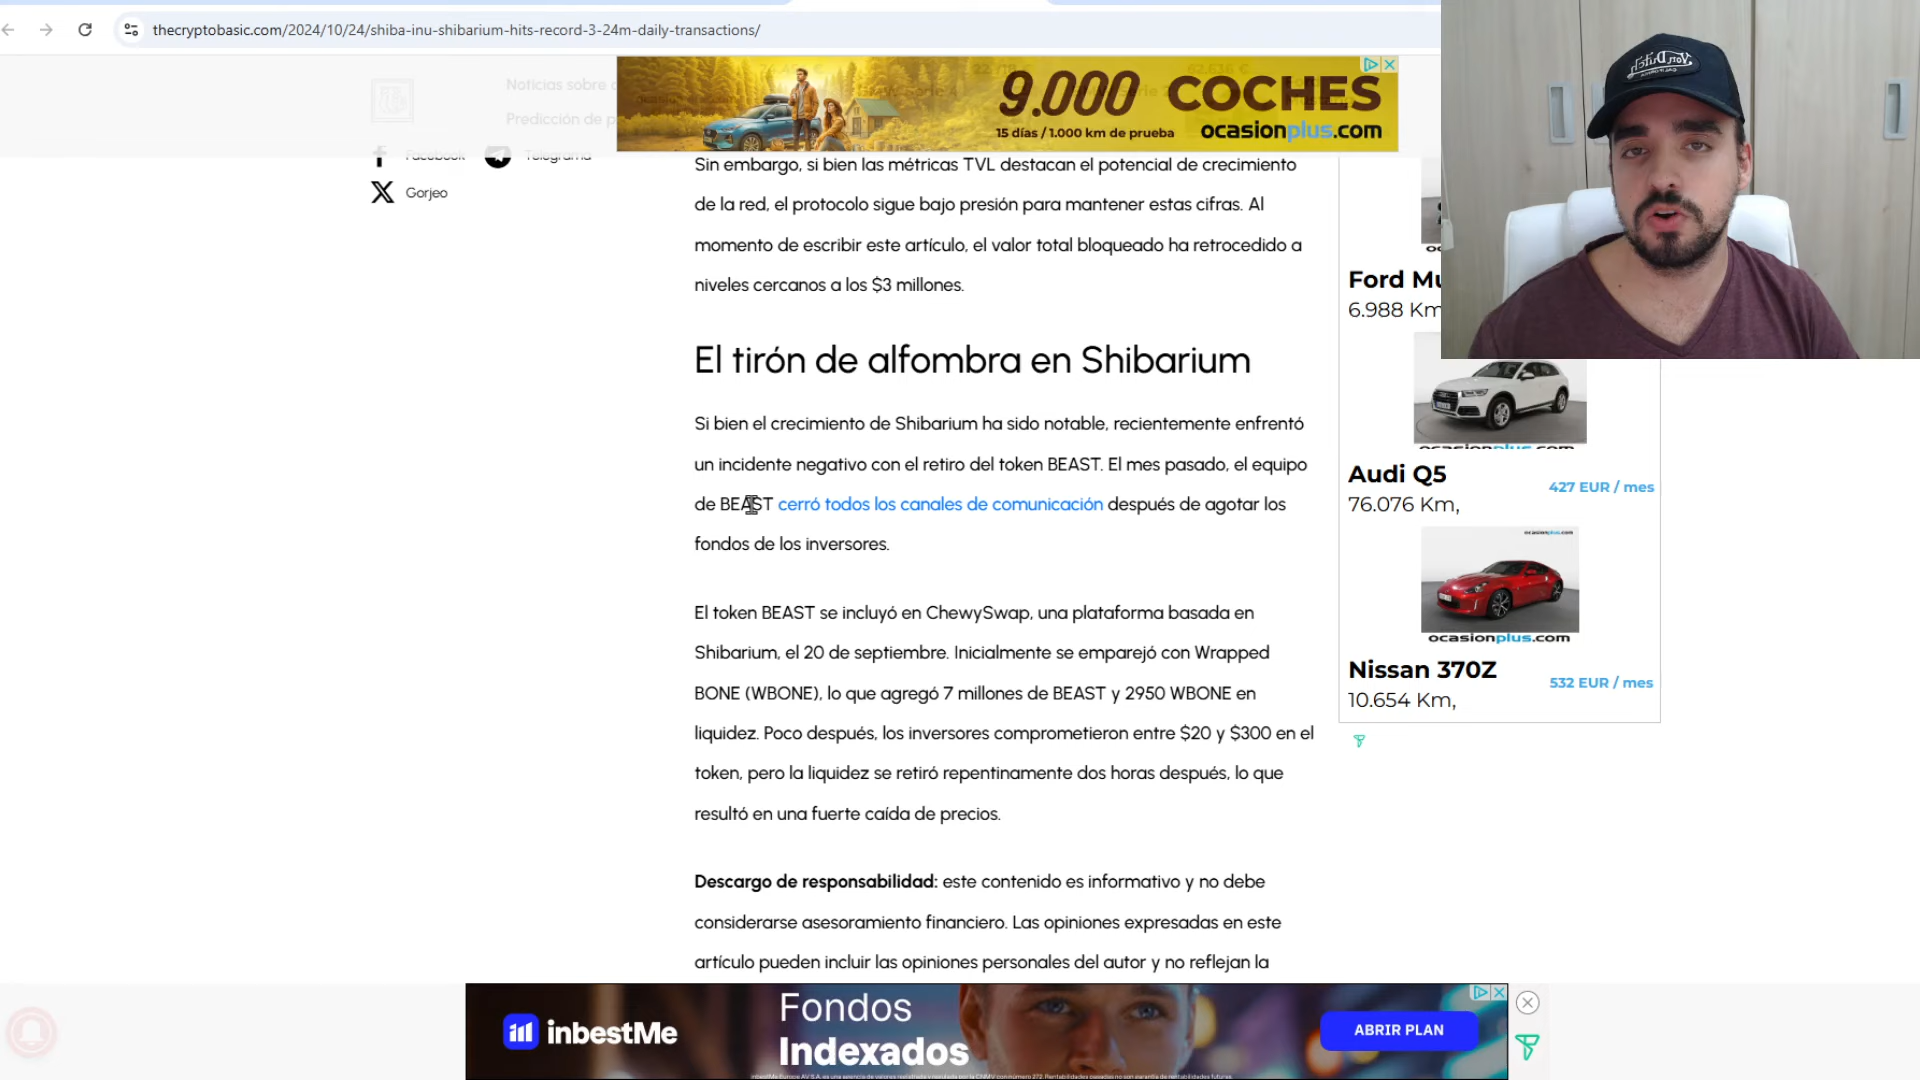 thecryptobasic.com/2024/10/24/shiba-inu-shibarium-hits-record-3-24m-daily-transactions/
Noticias sobre
Predicción de
Facebook
Telegrama
Gorjeo
9.000 COCHES
15 días / 1.000 km de prueba
ocasionplus.com
Sin embargo, si bien las métricas TVL destacan el potencial de crecimiento
de la red, el protocolo sigue bajo presión para mantener estas cifras. Al
momento de escribir este artículo, el valor total bloqueado ha retrocedido a
niveles cercanos a los $3 millones.
El tirón de alfombra en Shibarium
Si bien el crecimiento de Shibarium ha sido notable, recientemente enfrentó
un incidente negativo con el retiro del token BEAST. El mes pasado, el equipo
de BEAST cerró todos los canales de comunicación después de agotar los
fondos de los inversores.
El token BEAST se incluyó en ChewySwap, una plataforma basada en
Shibarium, el 20 de septiembre. Inicialmente se emparejó con Wrapped
BONE (WBONE), lo que agregó 7 millones de BEAST y 2950 WBONE en
liquidez. Poco después, los inversores comprometieron entre $20 y $300 en el
token, pero la liquidez se retiró repentinamente dos horas después, lo que
resultó en una fuerte caída de precios.
Descargo de responsabilidad: este contenido es informativo y no debe
considerarse asesoramiento financiero. Las opiniones expresadas en este
artículo pueden incluir las opiniones personales del autor y no reflejan la
Ford Mu
6.988 Km
ocasionplus.com
Audi Q5
427 EUR / mes
76.076 Km,
ocasionplus.com
ocasionplus.com
Nissan 370Z
532 EUR / mes
10.654 Km,
Von Dutch
inbestMe
Fondos
Indexados
ABRIR PLAN